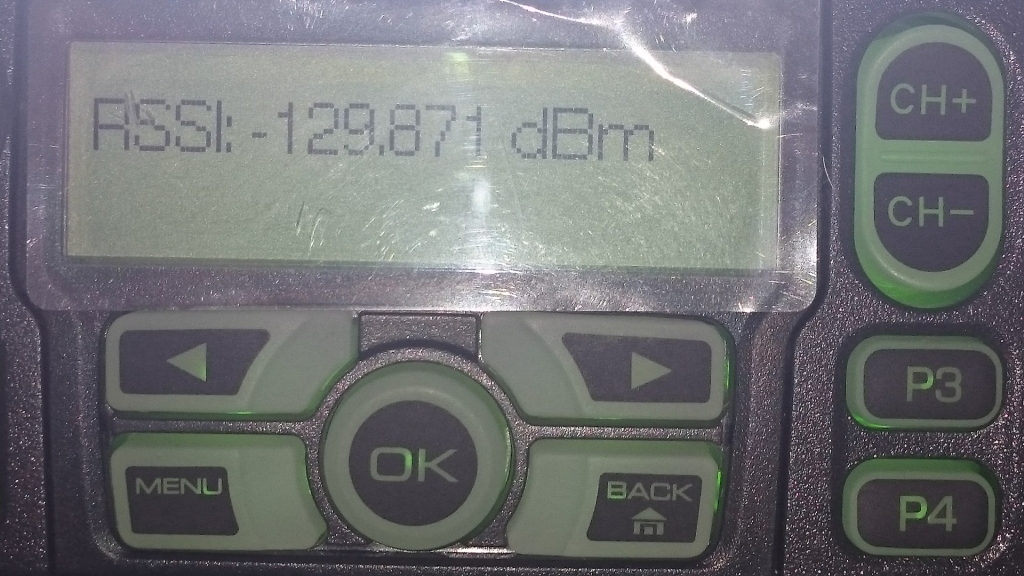 RSSI: -129.871 dBm
CH+
CH-
P3
OK
MENU
BACK
P4